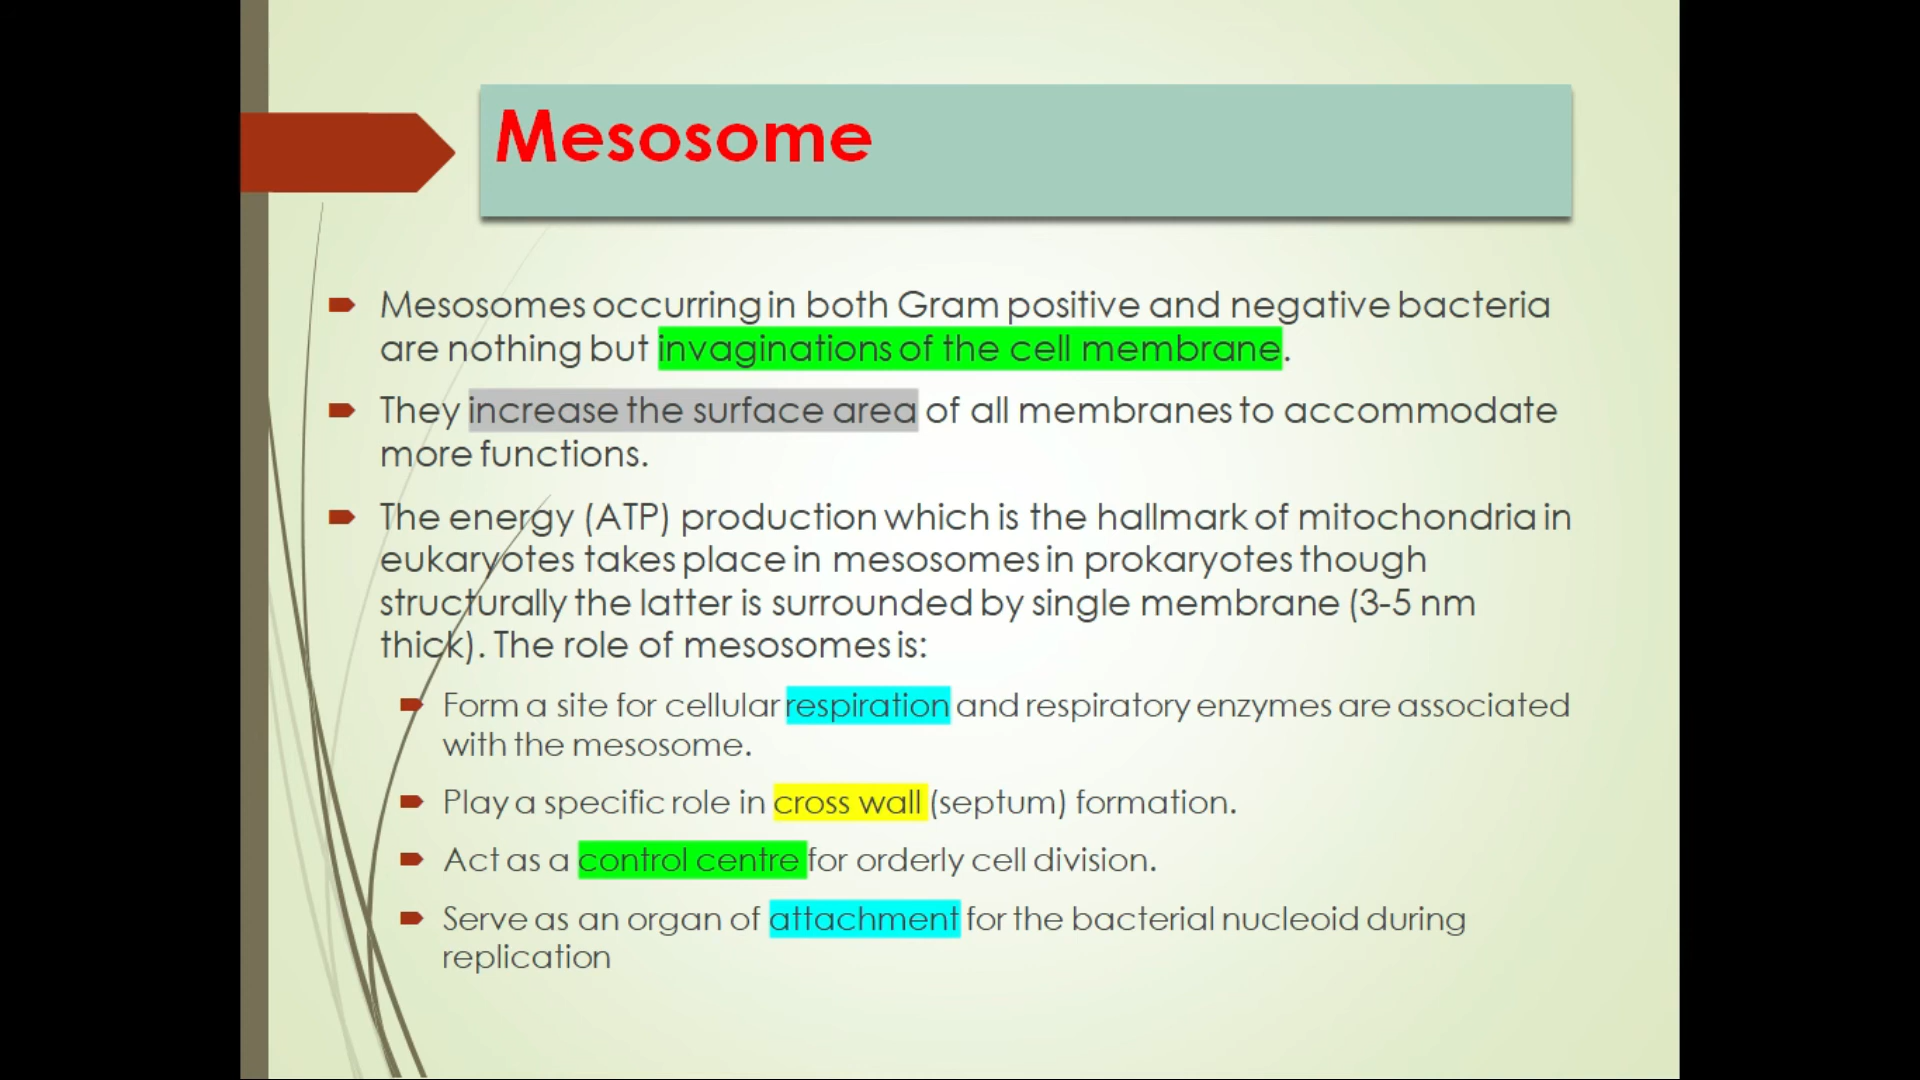 Mesosome
Mesosomes occurring in both Gram positive and negative bacteria
are nothing but invaginations of the cell membrane.
They increase the surface area of all membranes to accommodate
more functions.
The energy (ATP) production which is the hallmark of mitochondria in
eukaryotes takes place in mesosomes in prokaryotes though
structurally the latter is surrounded by single membrane (3-5 nm
thick). The role of mesosomes is:
Form a site for cellular respiration and respiratory enzymes are associated
with the mesosome.
Play a specific role in cross wall (septum) formation.
Act as a control centre for orderly cell division.
Serve as an organ of attachment for the bacterial nucleoid during
replication